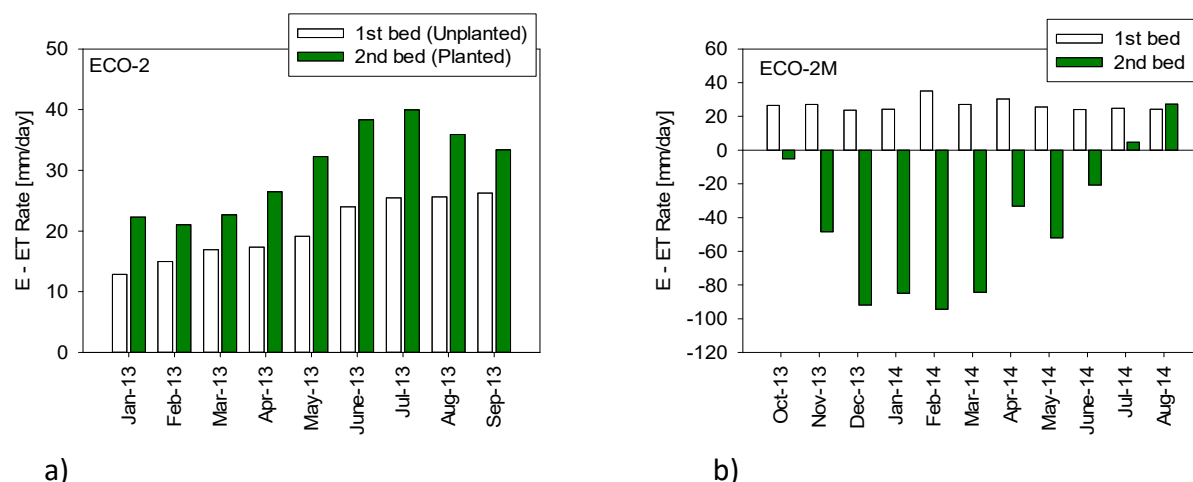 1st bed (Unplanted)
2nd bed (Planted)
ECO-2
E - ET Rate [mm/day]
50
40
30
20
10
0
Jan-13
Feb-13
Mar-13
Apr-13
May-13
June-13
Jul-13
Aug-13
Sep-13
a)
1st bed
2nd bed
ECO-2M
E - ET Rate [mm/day]
60
40
20
0
-20
-40
-60
-80
-100
-120
Oct-13
Nov-13
Dec-13
Jan-14
Feb-14
Mar-14
Apr-14
May-14
June-14
Jul-14
Aug-14
b)